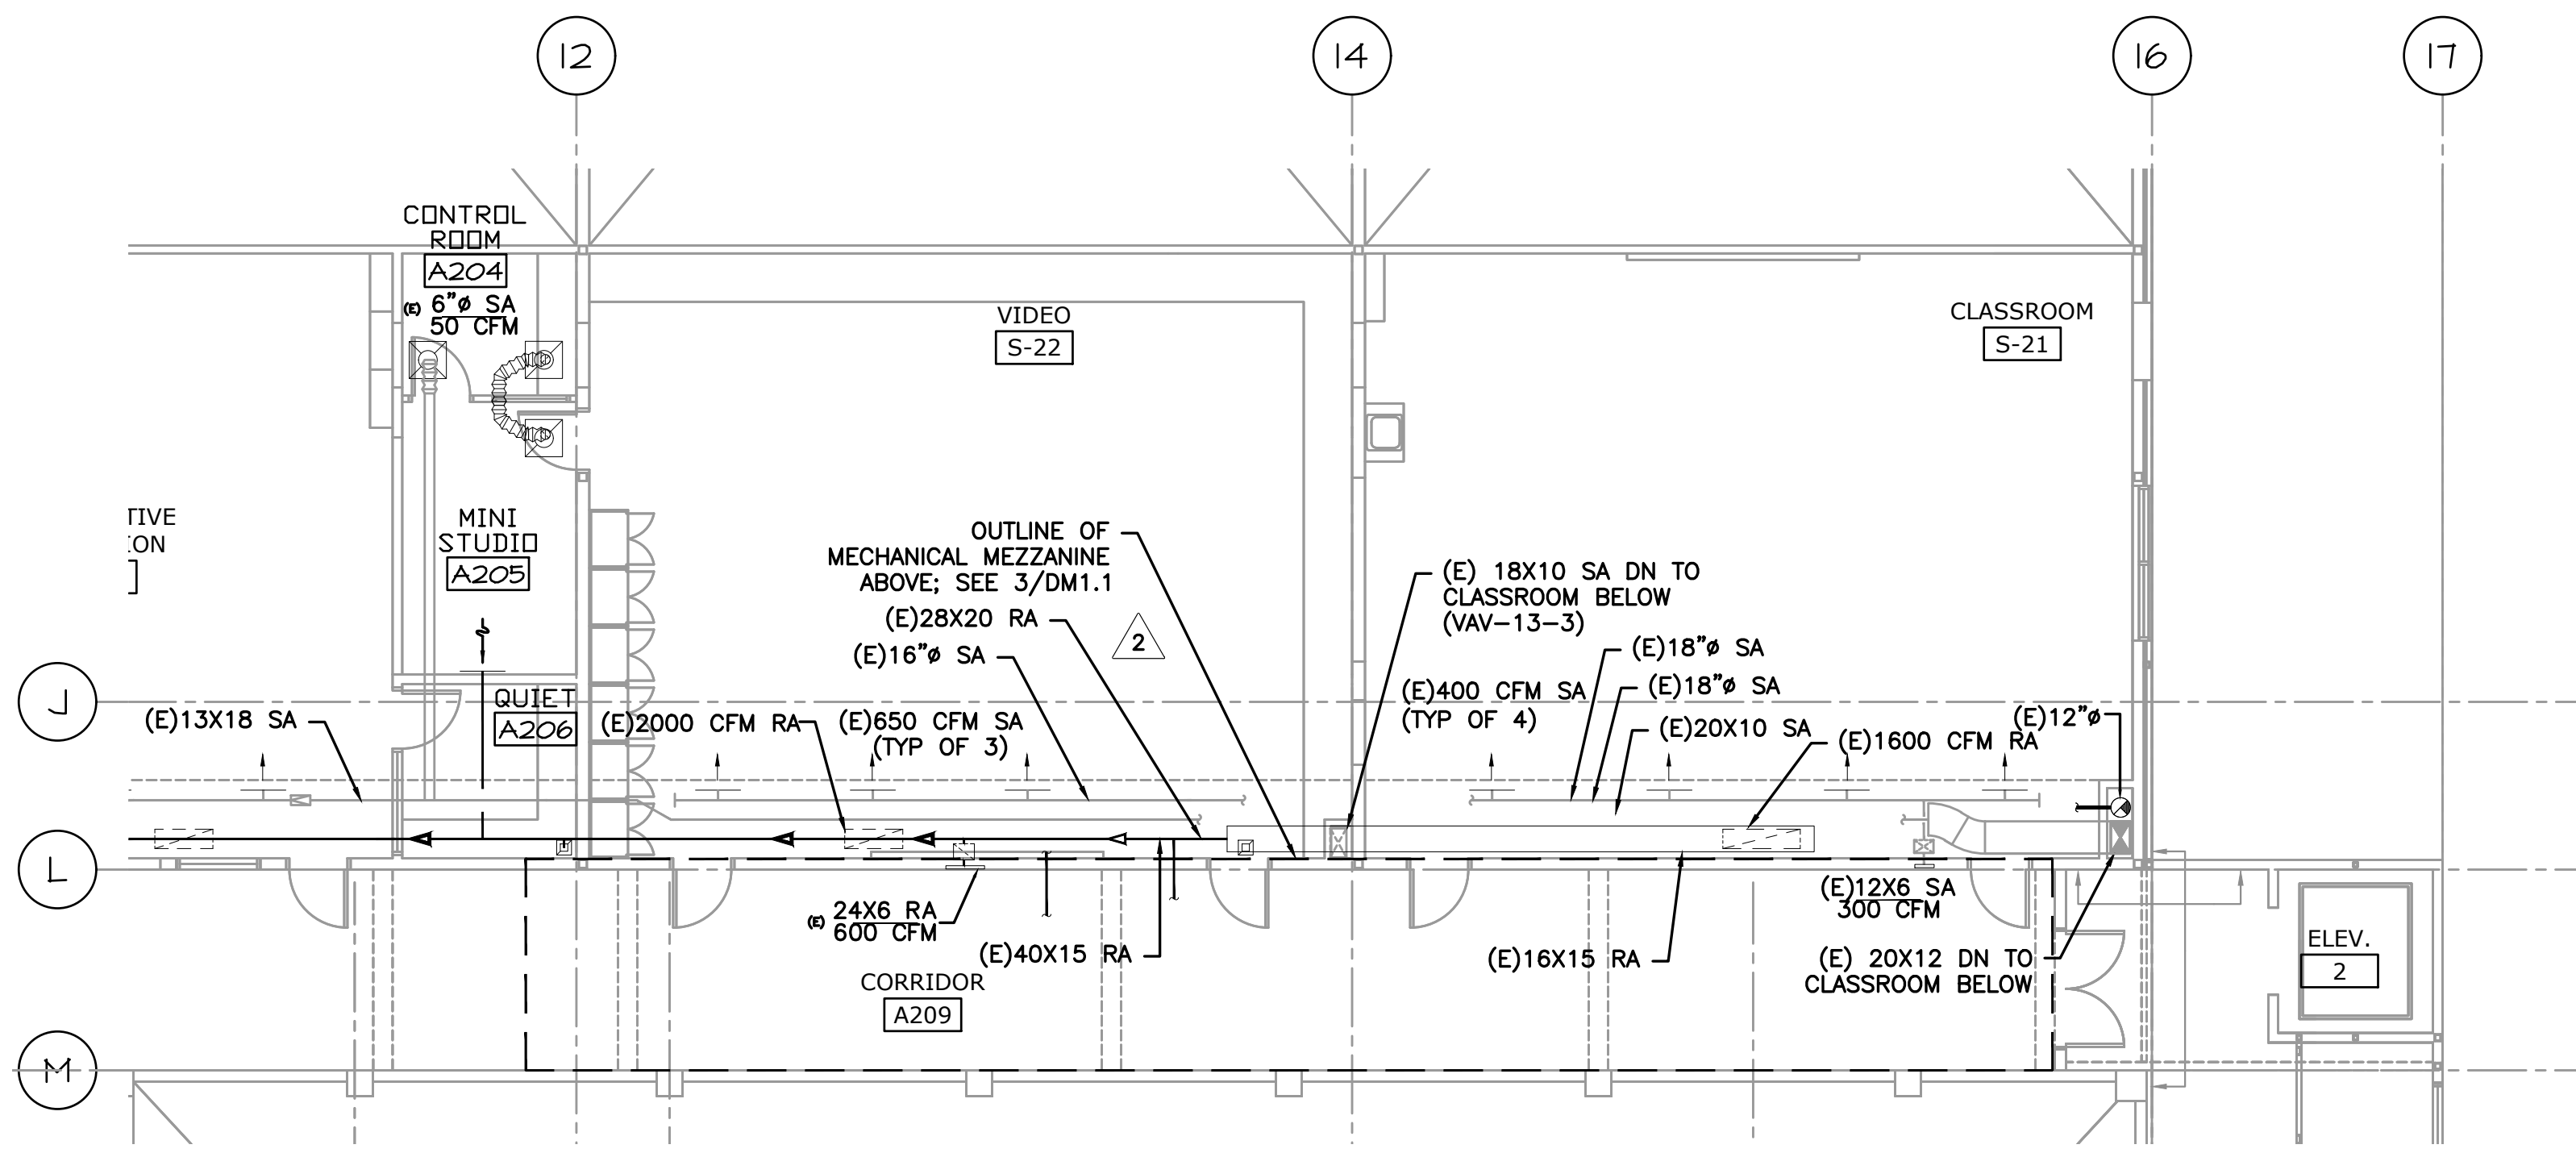 12
14
16
17
CONTROL
ROOM
A204
(E) 6"ø SA
50 CFM
VIDEO
S-22
CLASSROOM
S-21
TIVE
ION
MINI
STUDIO
A205
OUTLINE OF
MECHANICAL MEZZANINE
ABOVE; SEE 3/DM1.1
(E)28X20 RA
2
(E)16"ø SA
(E) 18X10 SA DN TO
CLASSROOM BELOW
(VAV-13-3)
(E)18"ø SA
(E)18"ø SA
(E)400 CFM SA
(TYP OF 4)
(E)20X10 SA
(E)1600 CFM RA
(E)12"ø
J
QUIET
A206
(E)13X18 SA
(E)2000 CFM RA
(E)650 CFM SA
(TYP OF 3)
L
(E) 24X6 RA
600 CFM
(E)40X15 RA
(E)16X15 RA
(E)12X6 SA
300 CFM
(E) 20X12 DN TO
CLASSROOM BELOW
ELEV.
2
CORRIDOR
A209
M